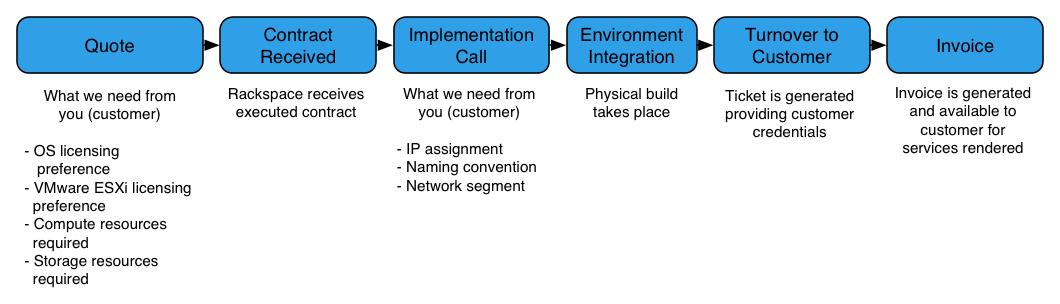 Quote
Contract
Received
Implementation
Call
Environment
Integration
Turnover to
Customer
Invoice
What we need from
you (customer)
- OS licensing
preference
- VMware ESXi licensing
preference
- Compute resources
required
- Storage resources
required
Rackspace receives
executed contract
What we need from
you (customer)
- IP assignment
- Naming convention
- Network segment
Physical build
takes place
Ticket is generated
providing customer
credentials
Invoice is generated
and available to
customer for
services rendered